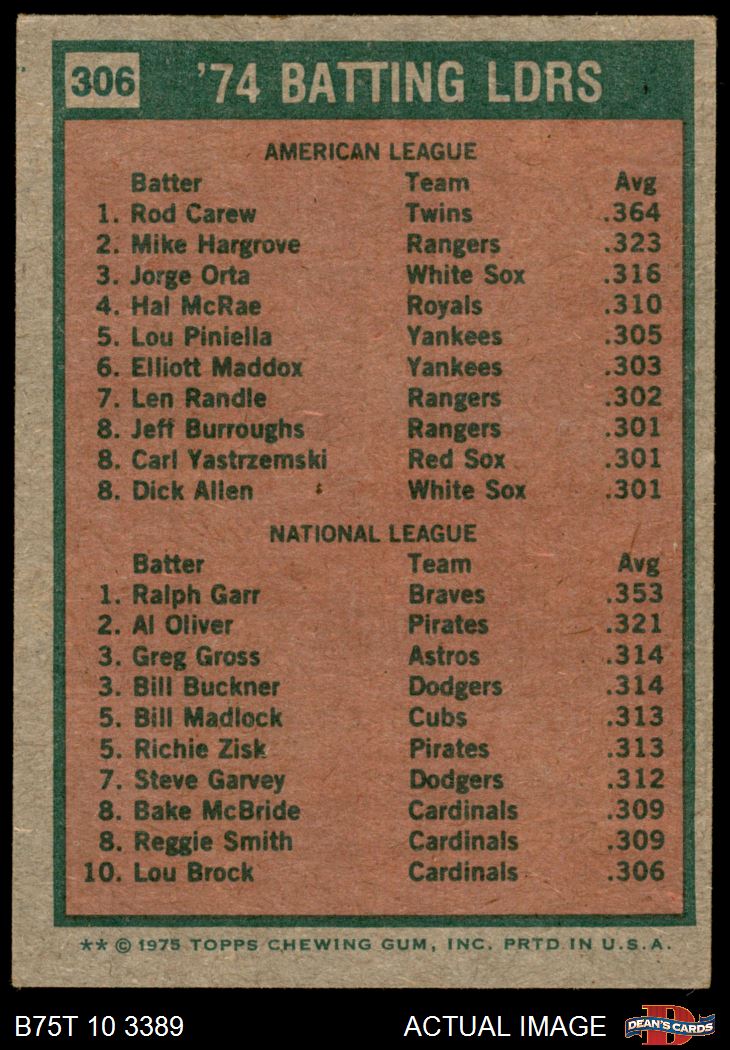 306 '74 BATTING LDRS
AMERICAN LEAGUE
Batter Team Avg
1. Rod Carew Twins .364
2. Mike Hargrove Rangers .323
3. Jorge Orta White Sox .316
4. Hal McRae Royals .310
5. Lou Piniella Yankees .305
6. Elliott Maddox Yankees .303
7. Len Randle Rangers .302
8. Jeff Burroughs Rangers .301
8. Carl Yastrzemski Red Sox .301
8. Dick Allen White Sox .301
NATIONAL LEAGUE
Batter Team Avg
1. Ralph Garr Braves .353
2. Al Oliver Pirates .321
3. Greg Gross Astros .314
3. Bill Buckner Dodgers .314
5. Bill Madlock Cubs .313
5. Richie Zisk Pirates .313
7. Steve Garvey Dodgers .312
8. Bake McBride Cardinals .309
8. Reggie Smith Cardinals .309
10. Lou Brock Cardinals .306
** © 1975 TOPPS CHEWING GUM, INC. PRTD. IN U.S.A.
B75T 10 3389 ACTUAL IMAGE D DEAN'S CARDS